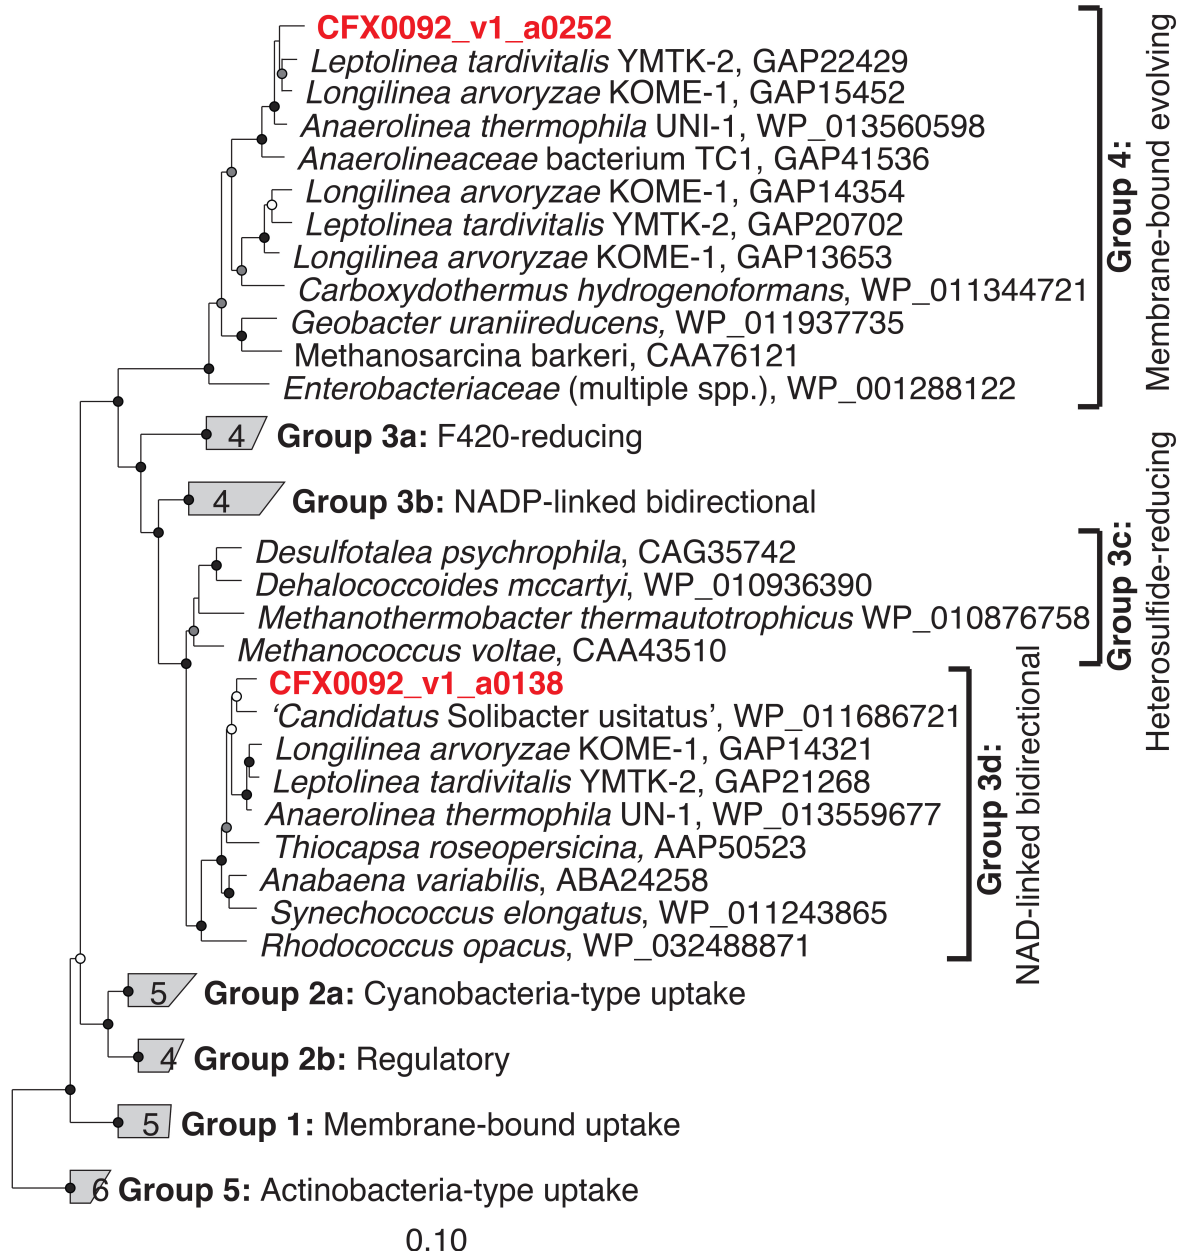 CFX0092_v1_a0252
Leptolinea tardivitalis YMTK-2, GAP22429
Longilinea arvoryzae KOME-1, GAP15452
Anaerolinea thermophila UNI-1, WP_013560598
Anaerolineaceae bacterium TC1, GAP41536
Longilinea arvoryzae KOME-1, GAP14354
Leptolinea tardivitalis YMTK-2, GAP20702
Longilinea arvoryzae KOME-1, GAP13653
Carboxydothermus hydrogenoformans, WP_011344721
Geobacter uraniireducens, WP_011937735
Methanosarcina barkeri, CAA76121
Enterobacteriaceae (multiple spp.), WP_001288122
Group 4:
Membrane-bound evolving
4 Group 3a: F420-reducing
4 Group 3b: NADP-linked bidirectional
Desulfotalea psychrophila, CAG35742
Dehalococcoides mccartyi, WP_010936390
Methanothermobacter thermautotrophicus WP_010876758
Methanococcus voltae, CAA43510
Group 3c:
Heterosulfide-reducing
CFX0092_v1_a0138
‘Candidatus Solibacter usitatus’, WP_011686721
Longilinea arvoryzae KOME-1, GAP14321
Leptolinea tardivitalis YMTK-2, GAP21268
Anaerolinea thermophila UN-1, WP_013559677
Thiocapsa roseopersicina, AAP50523
Anabaena variabilis, ABA24258
Synechococcus elongatus, WP_011243865
Rhodococcus opacus, WP_032488871
Group 3d:
NAD-linked bidirectional
5 Group 2a: Cyanobacteria-type uptake
4 Group 2b: Regulatory
5 Group 1: Membrane-bound uptake
6 Group 5: Actinobacteria-type uptake
0.10